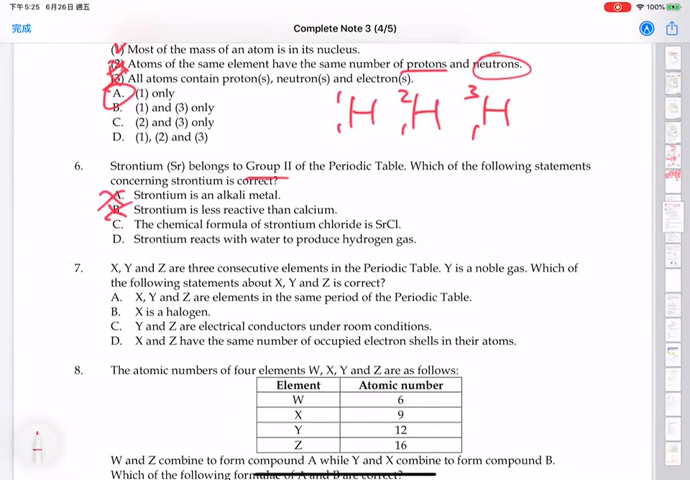 下午5:25 6月26日 週五
100%
完成
Complete Note 3 (4/5)
(1) Most of the mass of an atom is in its nucleus.
(2) Atoms of the same element have the same number of protons and neutrons.
(3) All atoms contain proton(s), neutron(s) and electron(s).
A. (1) only
B. (1) and (3) only
C. (2) and (3) only
D. (1), (2) and (3)
1 1 H 2 1 H 3 1 H
6. Strontium (Sr) belongs to Group II of the Periodic Table. Which of the following statements
concerning strontium is correct?
A. Strontium is an alkali metal.
B. Strontium is less reactive than calcium.
C. The chemical formula of strontium chloride is SrCl.
D. Strontium reacts with water to produce hydrogen gas.
7. X, Y and Z are three consecutive elements in the Periodic Table. Y is a noble gas. Which of
the following statements about X, Y and Z is correct?
A. X, Y and Z are elements in the same period of the Periodic Table.
B. X is a halogen.
C. Y and Z are electrical conductors under room conditions.
D. X and Z have the same number of occupied electron shells in their atoms.
8. The atomic numbers of four elements W, X, Y and Z are as follows:
Element Atomic number
W 6
X 9
Y 12
Z 16
W and Z combine to form compound A while Y and X combine to form compound B.
Which of the following formulae of A and B are correct?